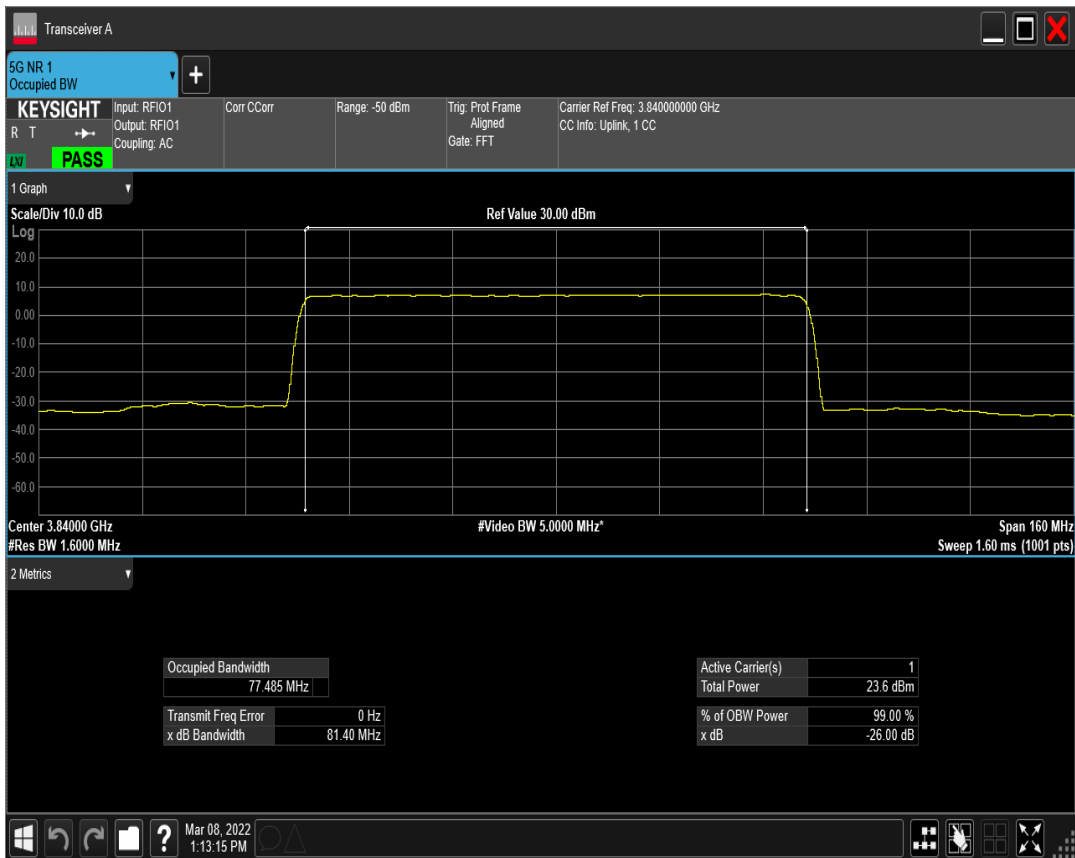 Transceiver A
5G NR 1
Occupied BW
+
KEYSIGHT
R T
LXI
PASS
Input: RFIO1
Output: RFIO1
Coupling: AC
Corr CCorr
Range: -50 dBm
Trig: Prot Frame
Aligned
Gate: FFT
Carrier Ref Freq: 3.840000000 GHz
CC Info: Uplink, 1 CC
1 Graph
Scale/Div 10.0 dB
Ref Value 30.00 dBm
Log
20.0
10.0
0.00
-10.0
-20.0
-30.0
-40.0
-50.0
-60.0
Center 3.84000 GHz
#Video BW 5.0000 MHz*
Span 160 MHz
#Res BW 1.6000 MHz
Sweep 1.60 ms (1001 pts)
2 Metrics
Occupied Bandwidth
77.485 MHz
Transmit Freq Error 0 Hz
x dB Bandwidth 81.40 MHz
Active Carrier(s) 1
Total Power 23.6 dBm
% of OBW Power 99.00 %
x dB -26.00 dB
?
Mar 08, 2022
1:13:15 PM